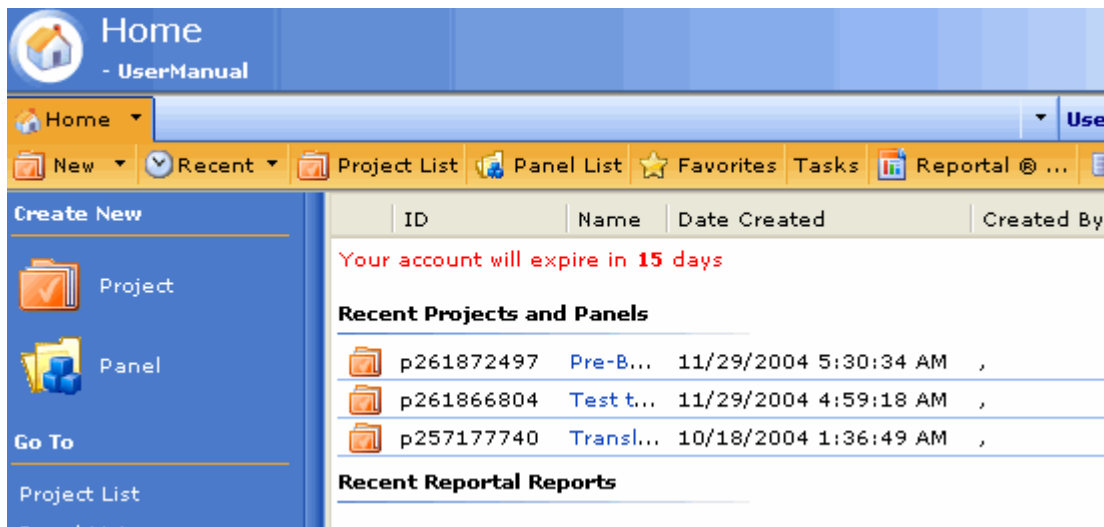 Home
- UserManual
Home Use
New Recent Project List Panel List Favorites Tasks Reportal ® ...
Create New
Project
Panel
Go To
Project List
ID Name Date Created Created By
Your account will expire in 15 days
Recent Projects and Panels
p261872497 Pre-B... 11/29/2004 5:30:34 AM ,
p261866804 Test t... 11/29/2004 4:59:18 AM ,
p257177740 Transl... 10/18/2004 1:36:49 AM ,
Recent Reportal Reports